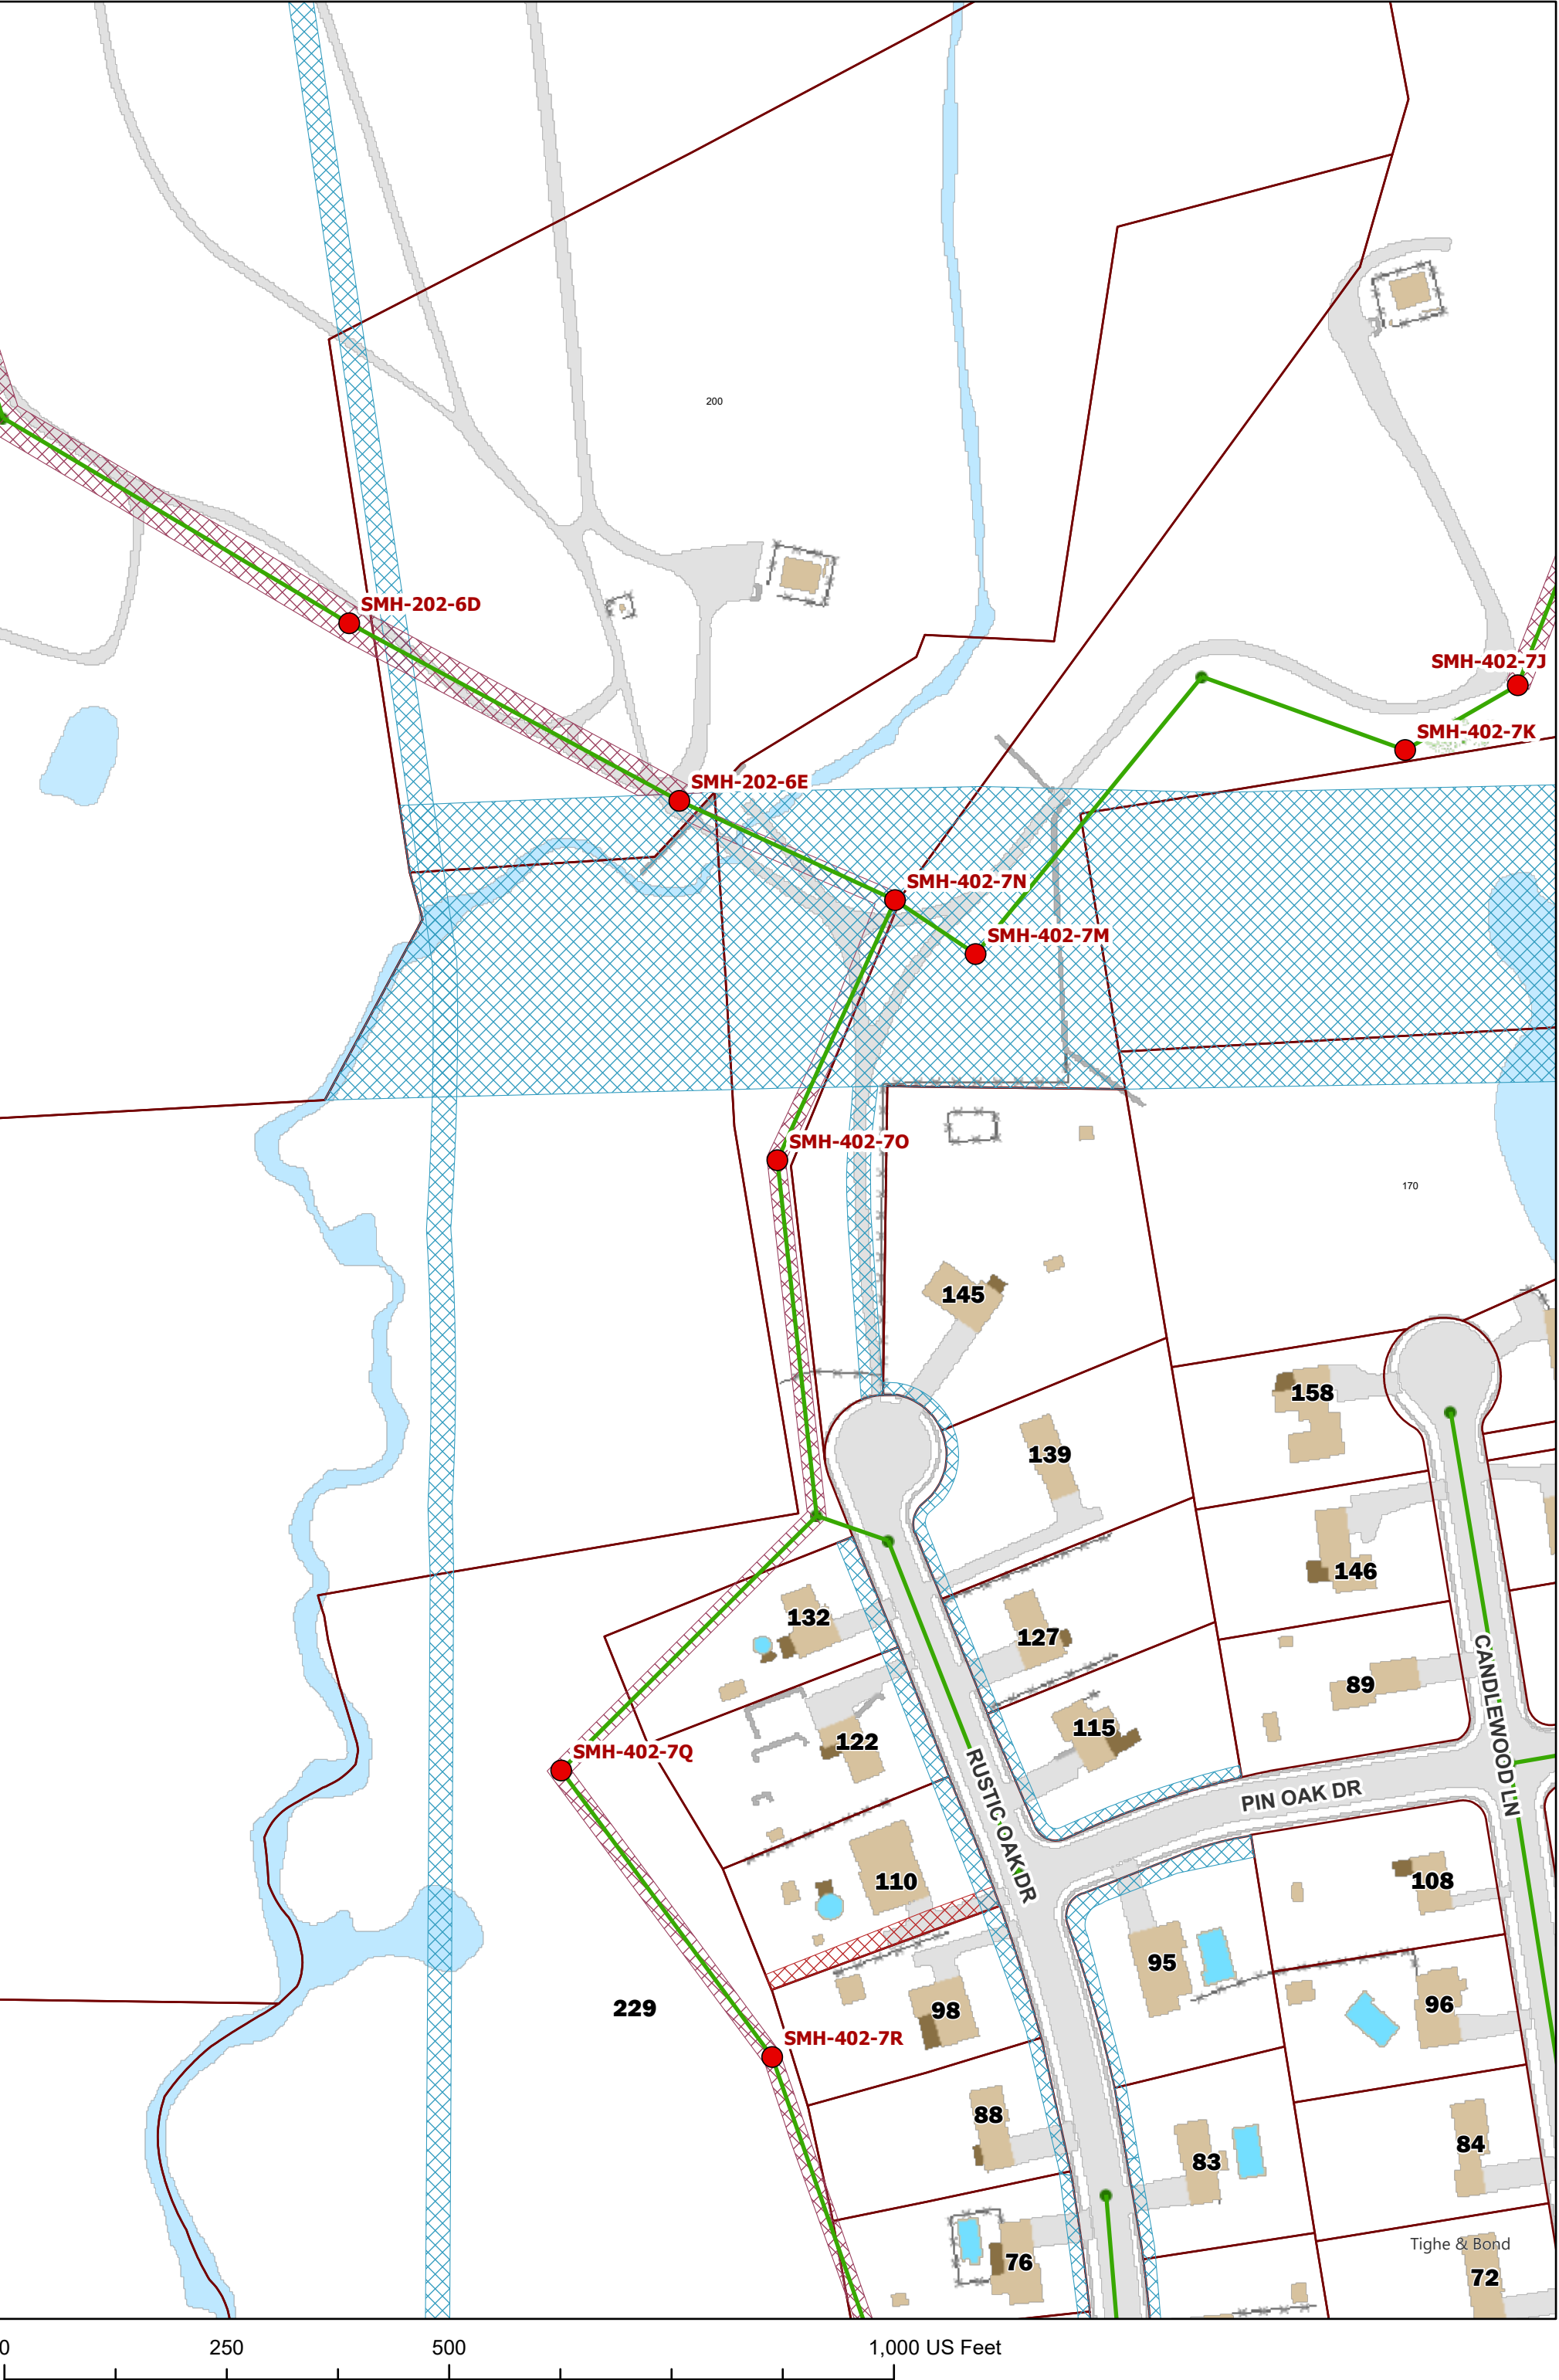 200
SMH-202-6D
SMH-402-7J
SMH-402-7K
SMH-202-6E
SMH-402-7N
SMH-402-7M
SMH-402-7O
170
145
158
139
146
132
127
89
115
122
SMH-402-7Q
CANDLEWOOD LN
RUSTIC OAK DR
PIN OAK DR
110
108
95
229
98
96
SMH-402-7R
88
84
83
Tighe & Bond
76
72
0 250 500 1,000 US Feet